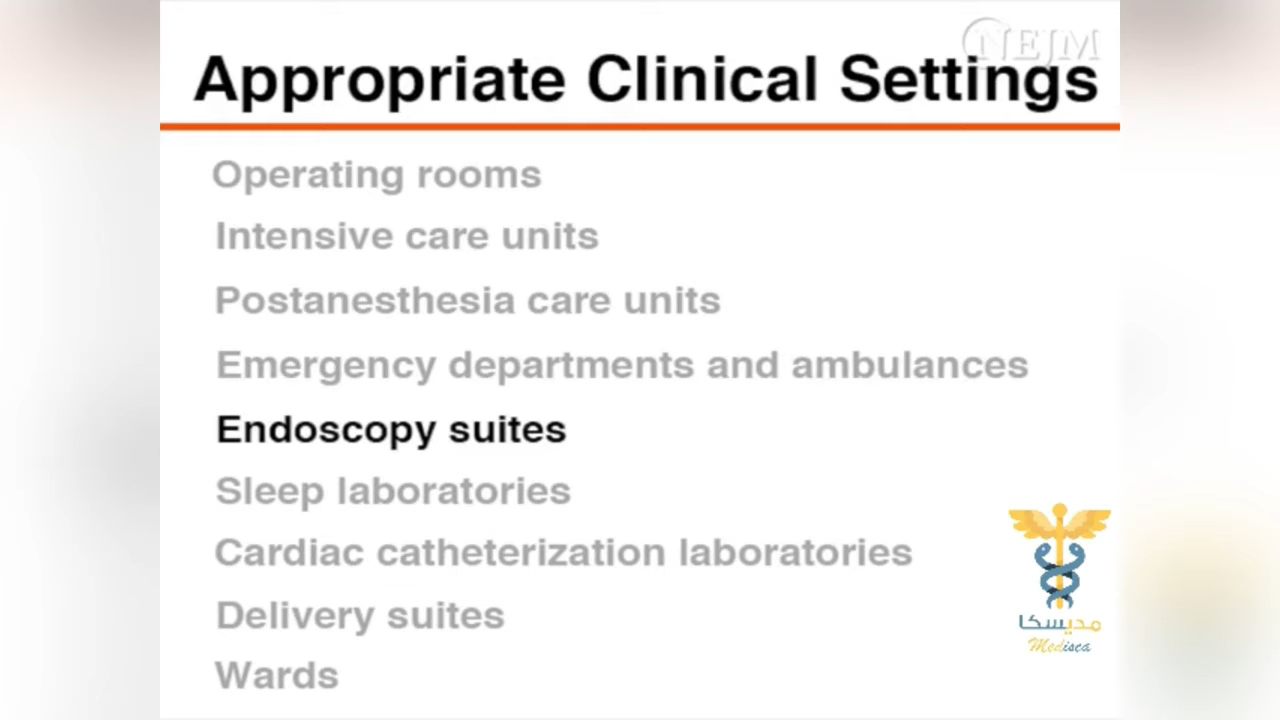 NEJM
Appropriate Clinical Settings
Operating rooms
Intensive care units
Postanesthesia care units
Emergency departments and ambulances
Endoscopy suites
Sleep laboratories
Cardiac catheterization laboratories
Delivery suites
Wards
مديسكا
Medisca